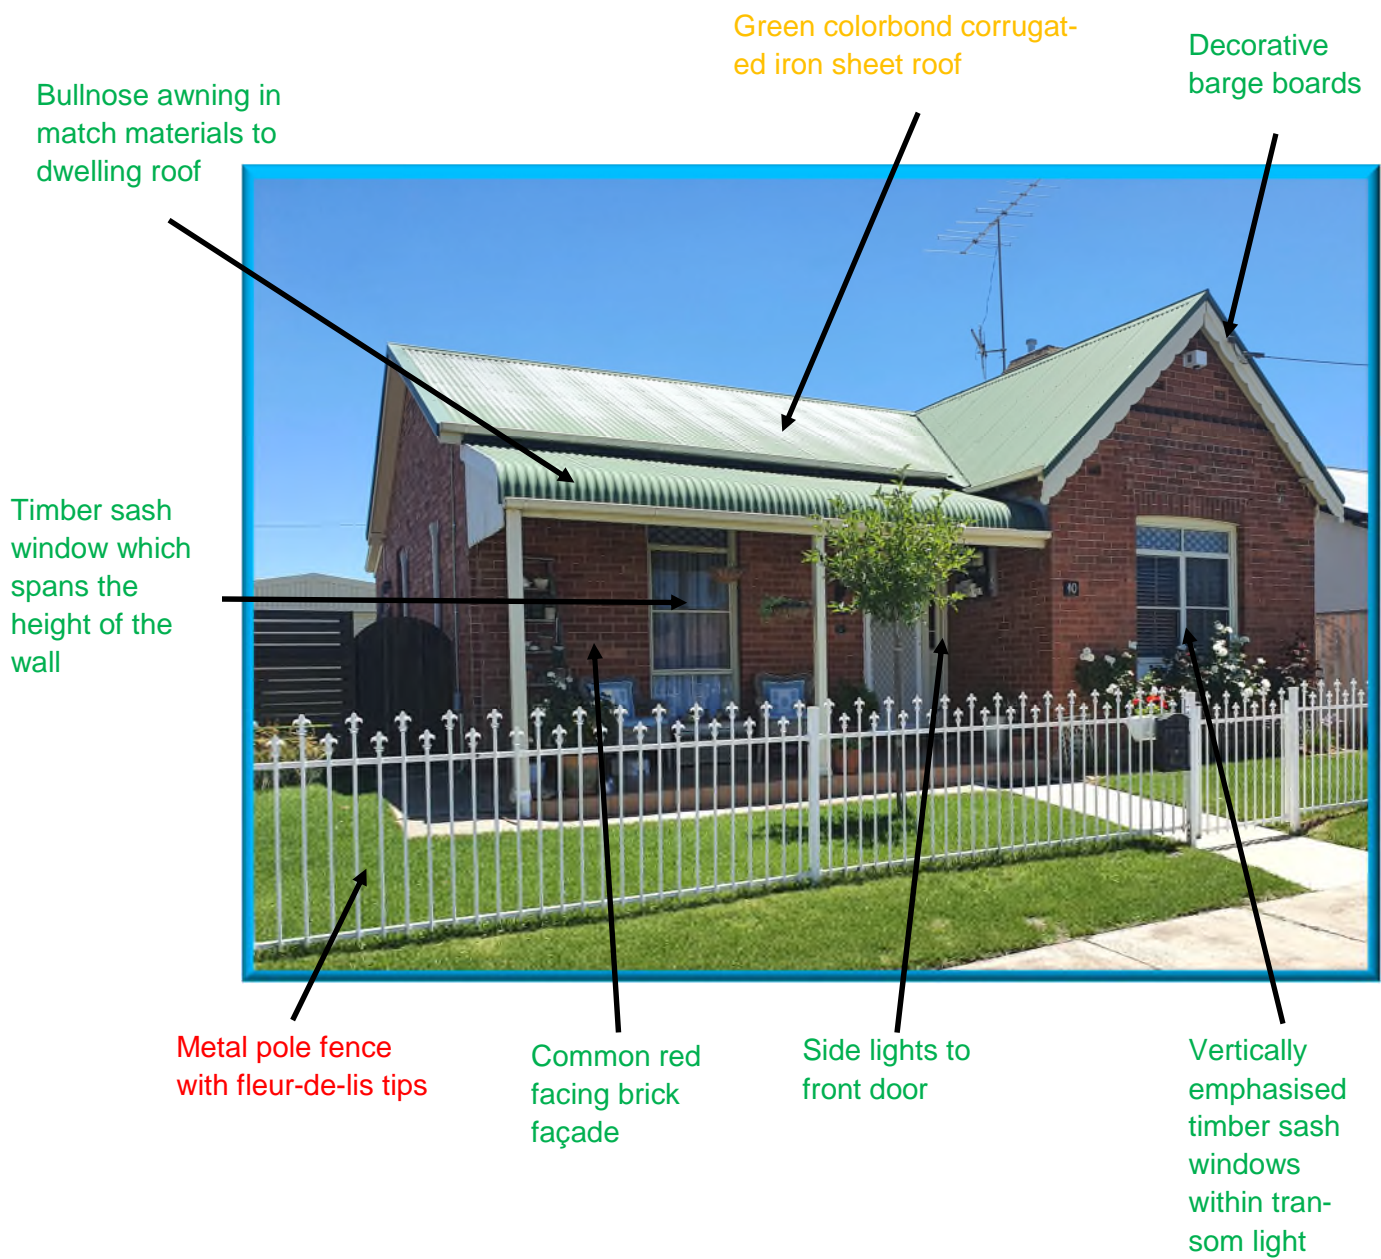 Green colorbond corrugat-
ed iron sheet roof
Decorative
barge boards
Bullnose awning in
match materials to
dwelling roof
Timber sash
window which
spans the
height of the
wall
40
Metal pole fence
with fleur-de-lis tips
Common red
facing brick
façade
Side lights to
front door
Vertically
emphasised
timber sash
windows
within tran-
som light